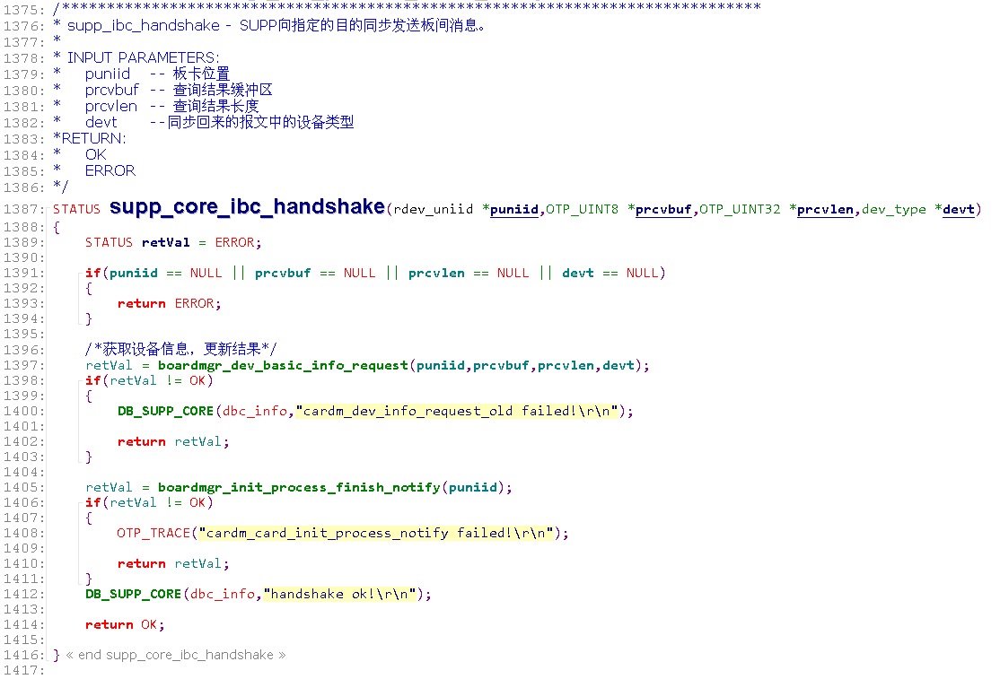 1375: /******************************************************************************
1376: * supp_ibc_handshake - SUPP向指定的目的同步发送板间消息。
1377: *
1378: * INPUT PARAMETERS:
1379: *   puniid  -- 板卡位置
1380: *   prcvbuf -- 查询结果缓冲区
1381: *   prcvlen -- 查询结果长度
1382: *   devt    --同步回来的报文中的设备类型
1383: *RETURN:
1384: *   OK
1385: *   ERROR
1386: */
1387: STATUS supp_core_ibc_handshake(rdev_uniid *puniid,OTP_UINT8 *prcvbuf,OTP_UINT32 *prcvlen,dev_type *devt)
1388: {
1389:     STATUS retVal = ERROR;
1390:
1391:     if(puniid == NULL || prcvbuf == NULL || prcvlen == NULL || devt == NULL)
1392:     {
1393:         return ERROR;
1394:     }
1395:
1396:     /*获取设备信息，更新结果*/
1397:     retVal = boardmgr_dev_basic_info_request(puniid,prcvbuf,prcvlen,devt);
1398:     if(retVal != OK)
1399:     {
1400:         DB_SUPP_CORE(dbc_info,"cardm_dev_info_request_old failed!\r\n");
1401:
1402:         return retVal;
1403:     }
1404:
1405:     retVal = boardmgr_init_process_finish_notify(puniid);
1406:     if(retVal != OK)
1407:     {
1408:         OTP_TRACE("cardm_card_init_process_notify failed!\r\n");
1409:
1410:         return retVal;
1411:     }
1412:     DB_SUPP_CORE(dbc_info,"handshake ok!\r\n");
1413:
1414:     return OK;
1415:
1416: } « end supp_core_ibc_handshake »
1417: